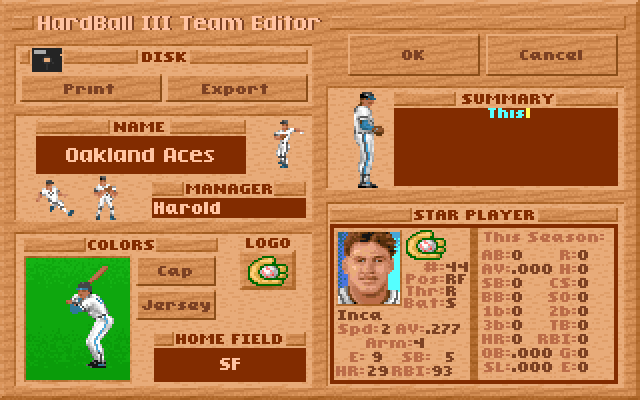 HardBall III Team Editor
DISK
Print Export
OK Cancel
NAME
Oakland Aces
MANAGER
Harold
SUMMARY
This
COLORS
Cap
Jersey
LOGO
HOME FIELD
SF
STAR PLAYER
#:44
Pos:RF
Thr:R
Bat:S
Inca
Spd:2 AV:.277
Arm:4
E: 9 SB: 5
HR:29 RBI:93
This Season:
AB:0 R:0
AV:.000 H:0
SB:0 CS:0
BB:0 SO:0
1b:0 2b:0
3b:0 TB:0
HR:0 RBI:0
OB:.000 G:0
SL:.000 E:0